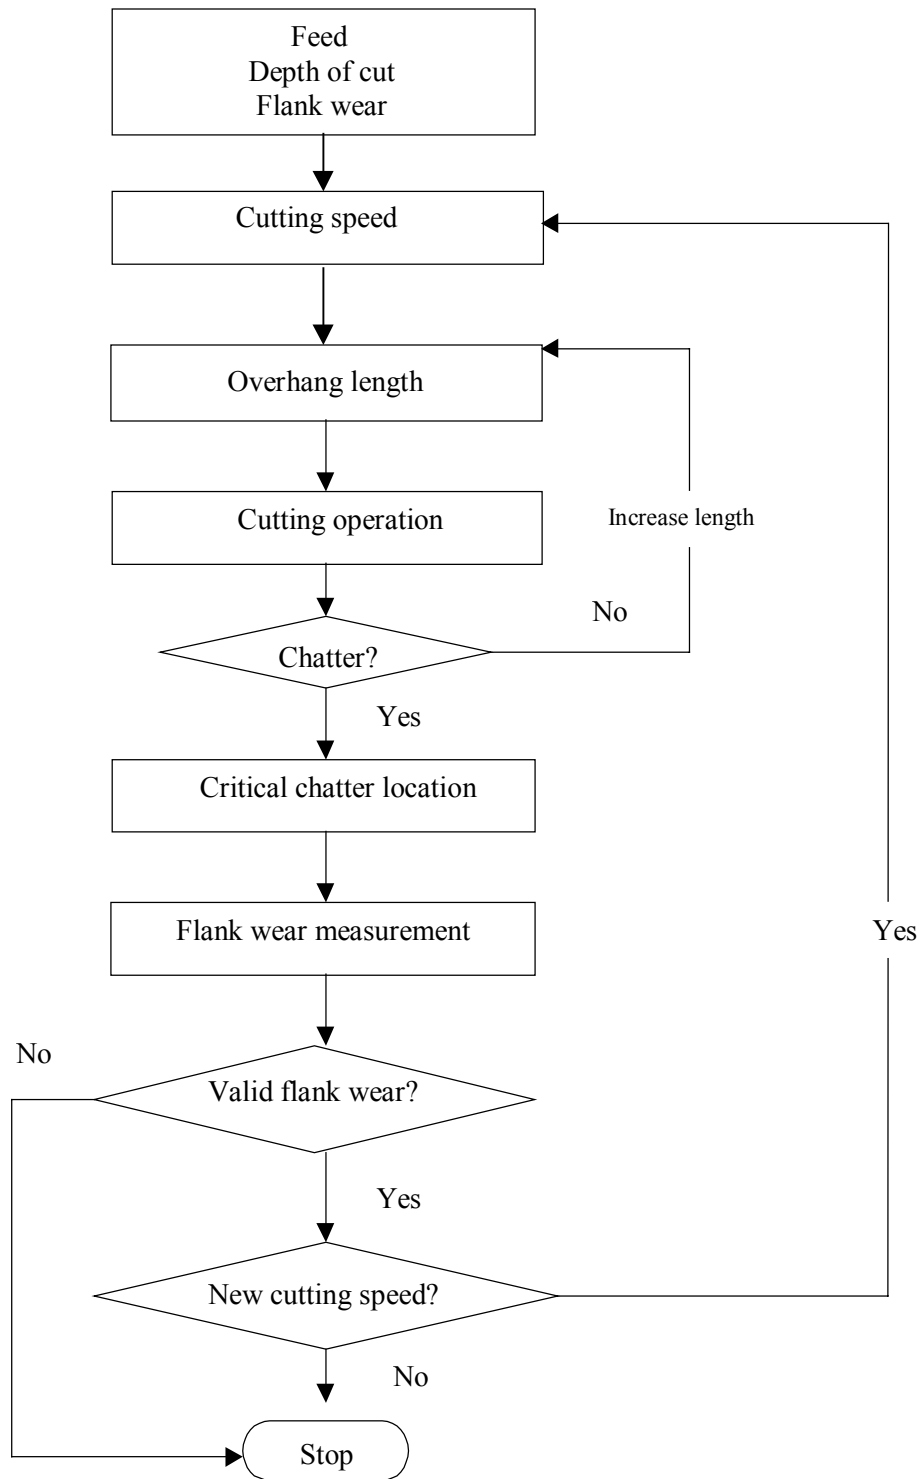 Feed
Depth of cut
Flank wear
Cutting speed
Overhang length
Cutting operation
Increase length
No
Chatter?
Yes
Critical chatter location
Flank wear measurement
Yes
No
Valid flank wear?
Yes
New cutting speed?
No
Stop